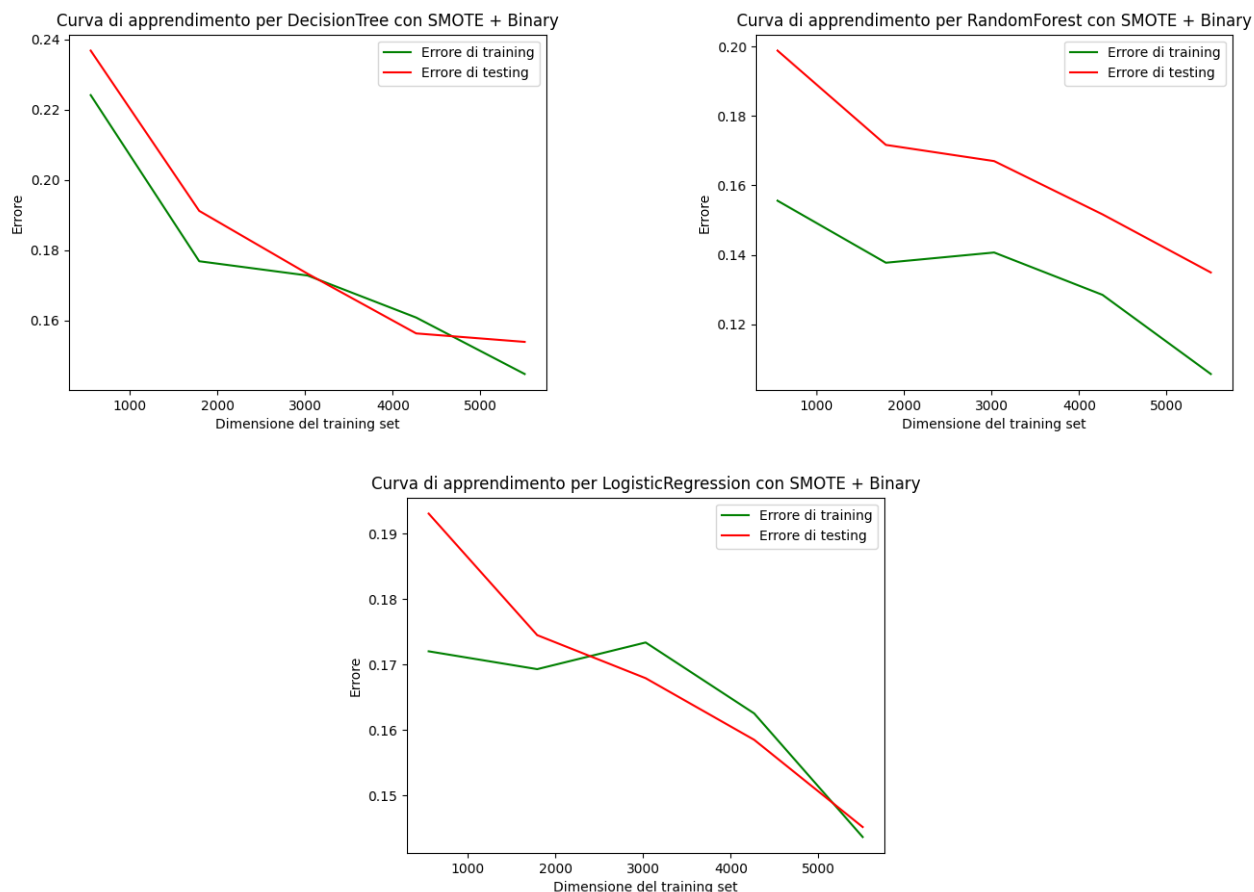 Curva di apprendimento per DecisionTree con SMOTE + Binary
Errore di training
Errore di testing
0.24
0.22
0.20
0.18
0.16
Errore
1000 2000 3000 4000 5000
Dimensione del training set
Curva di apprendimento per RandomForest con SMOTE + Binary
Errore di training
Errore di testing
0.20
0.18
0.16
0.14
0.12
Errore
1000 2000 3000 4000 5000
Dimensione del training set
Curva di apprendimento per LogisticRegression con SMOTE + Binary
Errore di training
Errore di testing
0.19
0.18
0.17
0.16
0.15
Errore
1000 2000 3000 4000 5000
Dimensione del training set